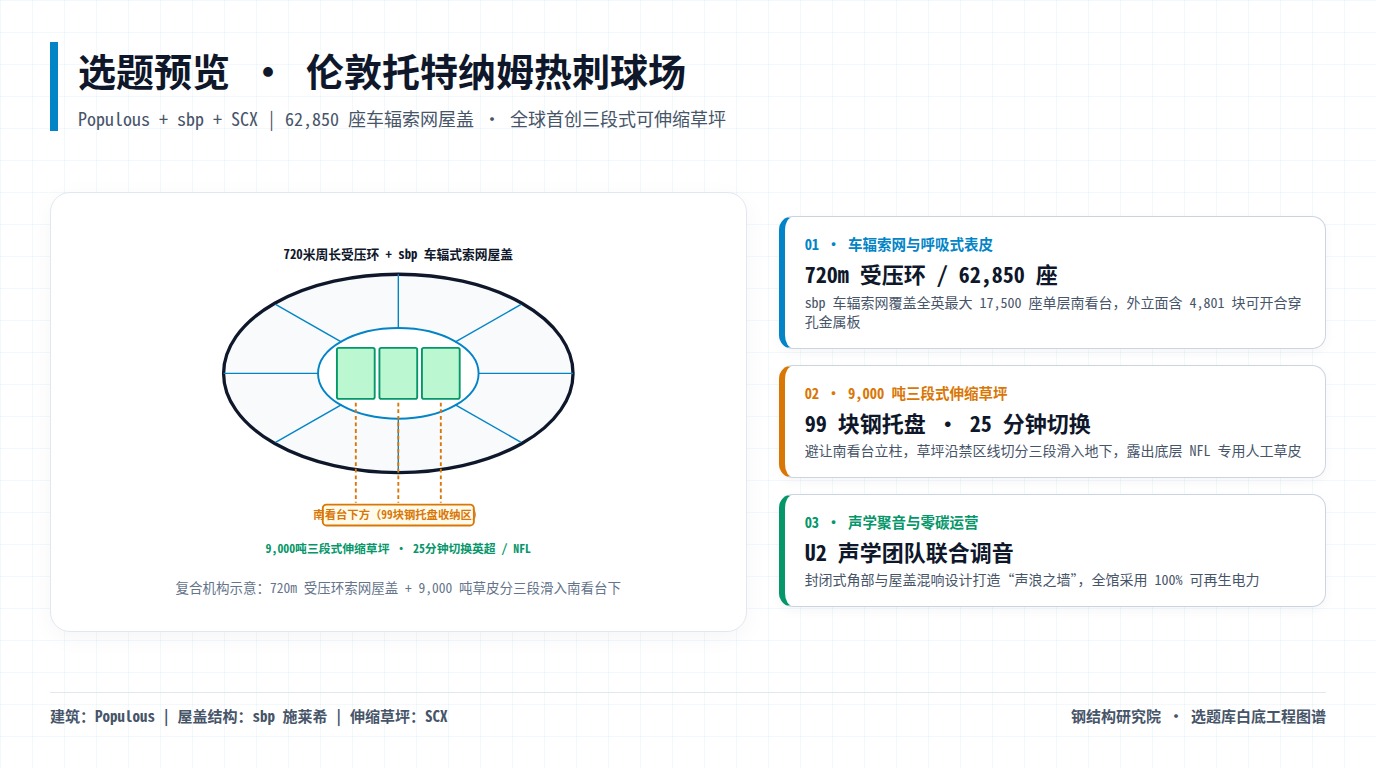 选题预览 · 伦敦托特纳姆热刺球场
Populous + sbp + SCX | 62,850 座车辐索网屋盖 · 全球首创三段式可伸缩草坪
720米周长受压环 + sbp 车辐式索网屋盖
南看台下方（99块钢托盘收纳区）
9,000吨三段式伸缩草坪 · 25分钟切换英超 / NFL
复合机构示意：720m 受压环索网屋盖 + 9,000 吨草皮分三段滑入南看台下
01 · 车辐索网与呼吸式表皮
720m 受压环 / 62,850 座
sbp 车辐索网覆盖全英最大 17,500 座单层南看台，外立面含 4,801 块可开合穿
孔金属板
02 · 9,000 吨三段式伸缩草坪
99 块钢托盘 · 25 分钟切换
避让南看台立柱，草坪沿禁区线切分三段滑入地下，露出底层 NFL 专用人工草皮
03 · 声学聚音与零碳运营
U2 声学团队联合调音
封闭式角部与屋盖混响设计打造“声浪之墙”，全馆采用 100% 可再生电力
建筑：Populous | 屋盖结构：sbp 施莱希 | 伸缩草坪：SCX
钢结构研究院 · 选题库白底工程图谱